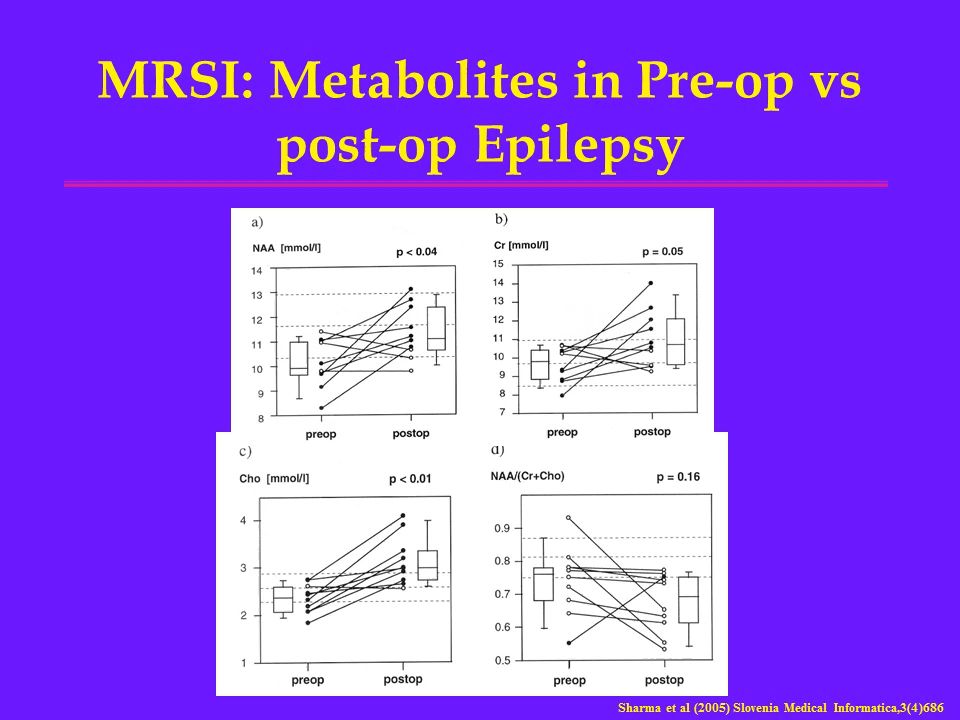 MRSI: Metabolites in Pre-op vs
post-op Epilepsy
a)
NAA [mmol/l]
p < 0.04
14
13
12
11
10
9
8
preop
postop
b)
Cr [mmol/l]
p = 0.05
15
14
13
12
11
10
9
8
7
preop
postop
c)
Cho [mmol/l]
p < 0.01
4
3
2
1
preop
postop
d)
NAA/(Cr+Cho)
p = 0.16
0.9
0.8
0.7
0.6
0.5
preop
postop
Sharma et al (2005) Slovenia Medical Informatica,3(4)686